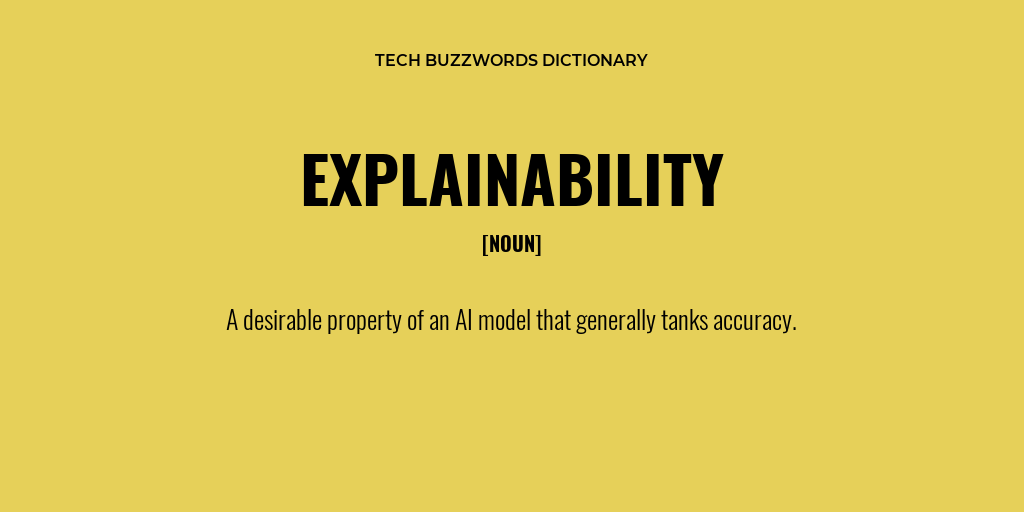 TECH BUZZWORDS DICTIONARY
EXPLAINABILITY
[NOUN]
A desirable property of an AI model that generally tanks accuracy.